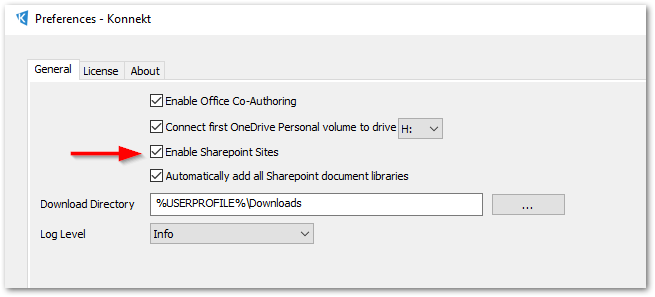 Preferences - Konnekt
General License About
Enable Office Co-Authoring
Connect first OneDrive Personal volume to drive H:
Enable Sharepoint Sites
Automatically add all Sharepoint document libraries
Download Directory %USERPROFILE%\Downloads ...
Log Level Info